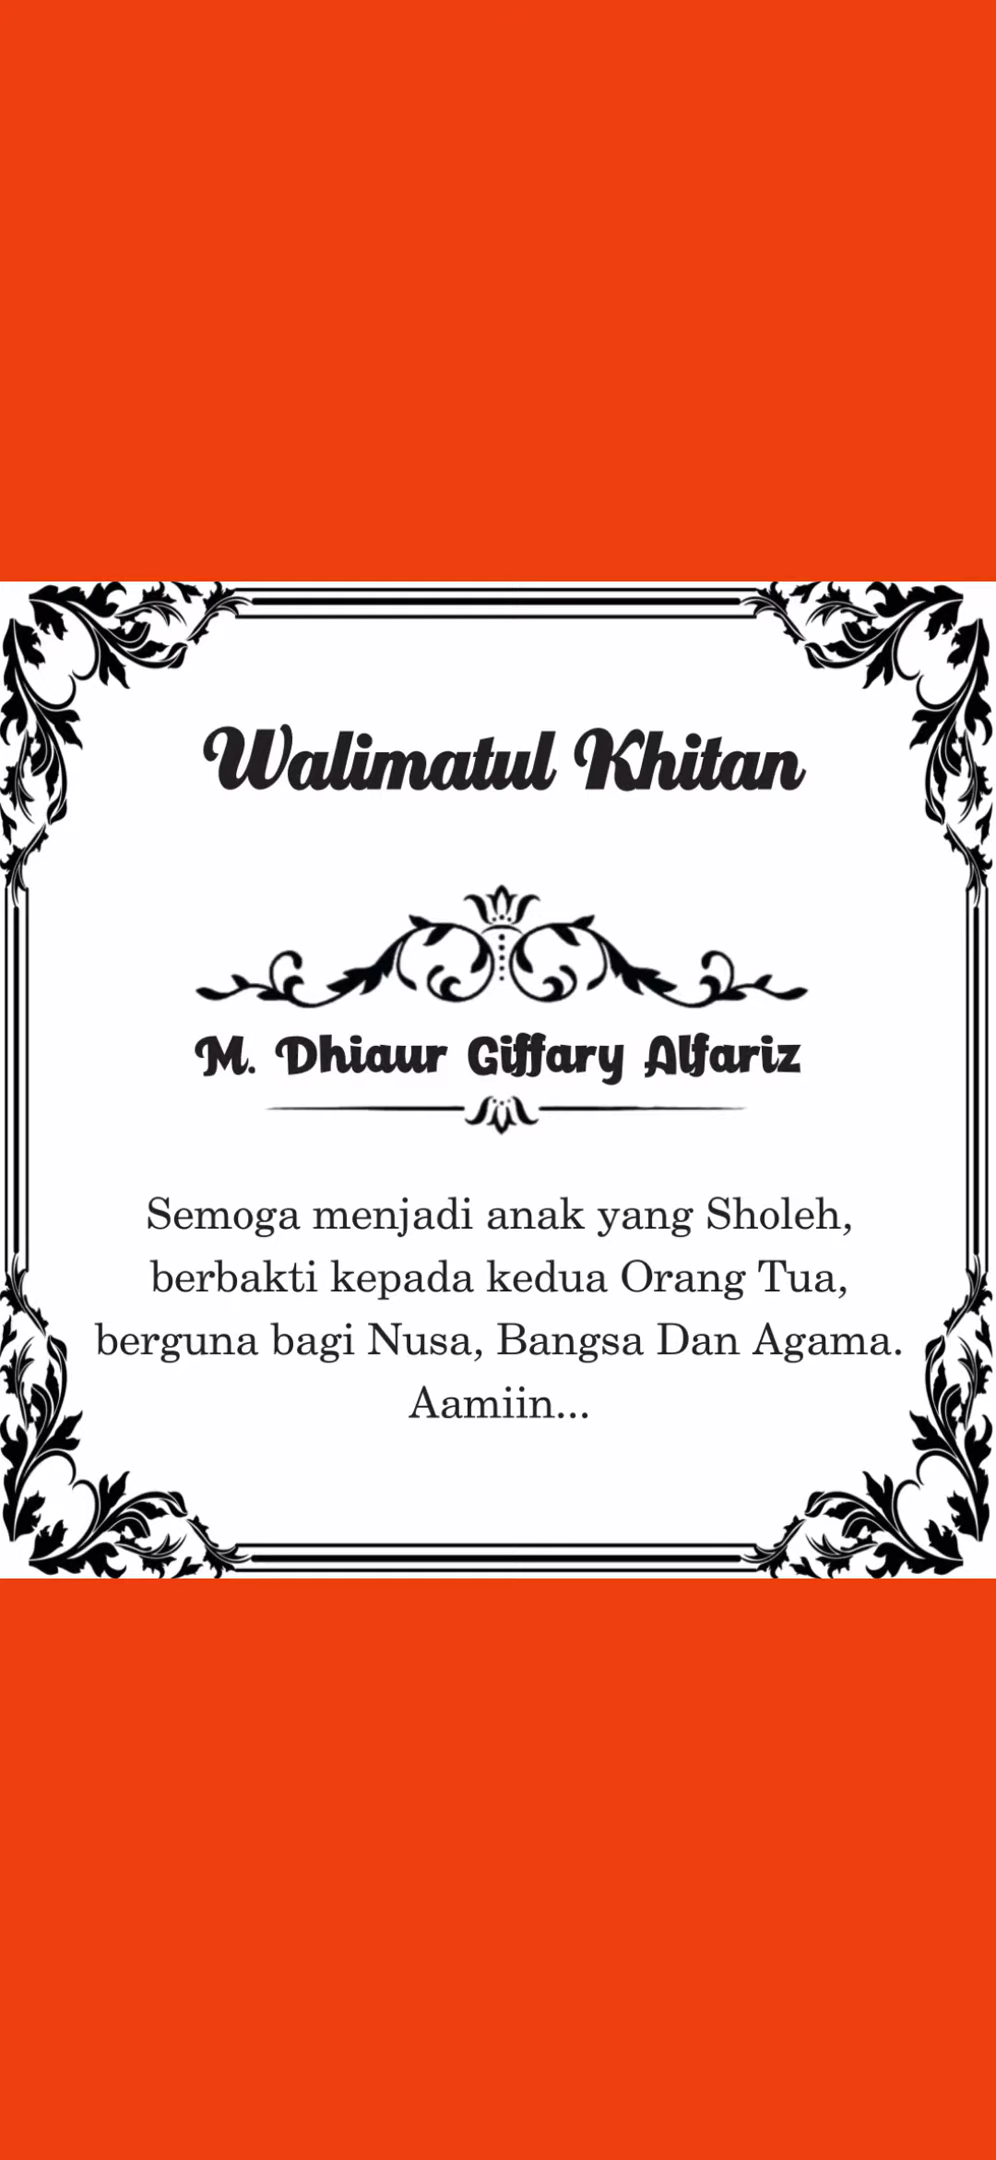 Walimatul Khitan
M. Dhiaur Giffary Alfariz
Semoga menjadi anak yang Sholeh,
berbakti kepada kedua Orang Tua,
berguna bagi Nusa, Bangsa Dan Agama.
Aamiin...